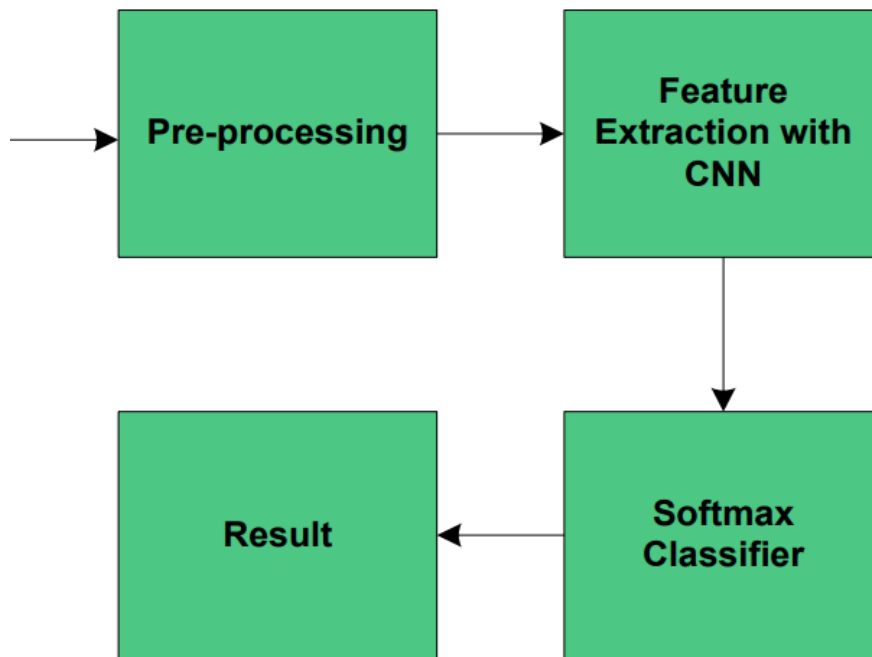 Pre-processing
Feature
Extraction with
CNN
Softmax
Classifier
Result